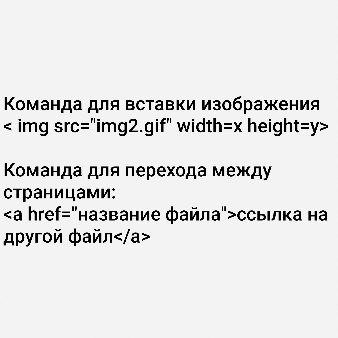 Команда для вставки изображения
< img src="img2.gif" width=x height=y>
Команда для перехода между
страницами:
<a href="название файла">ссылка на
другой файл</a>